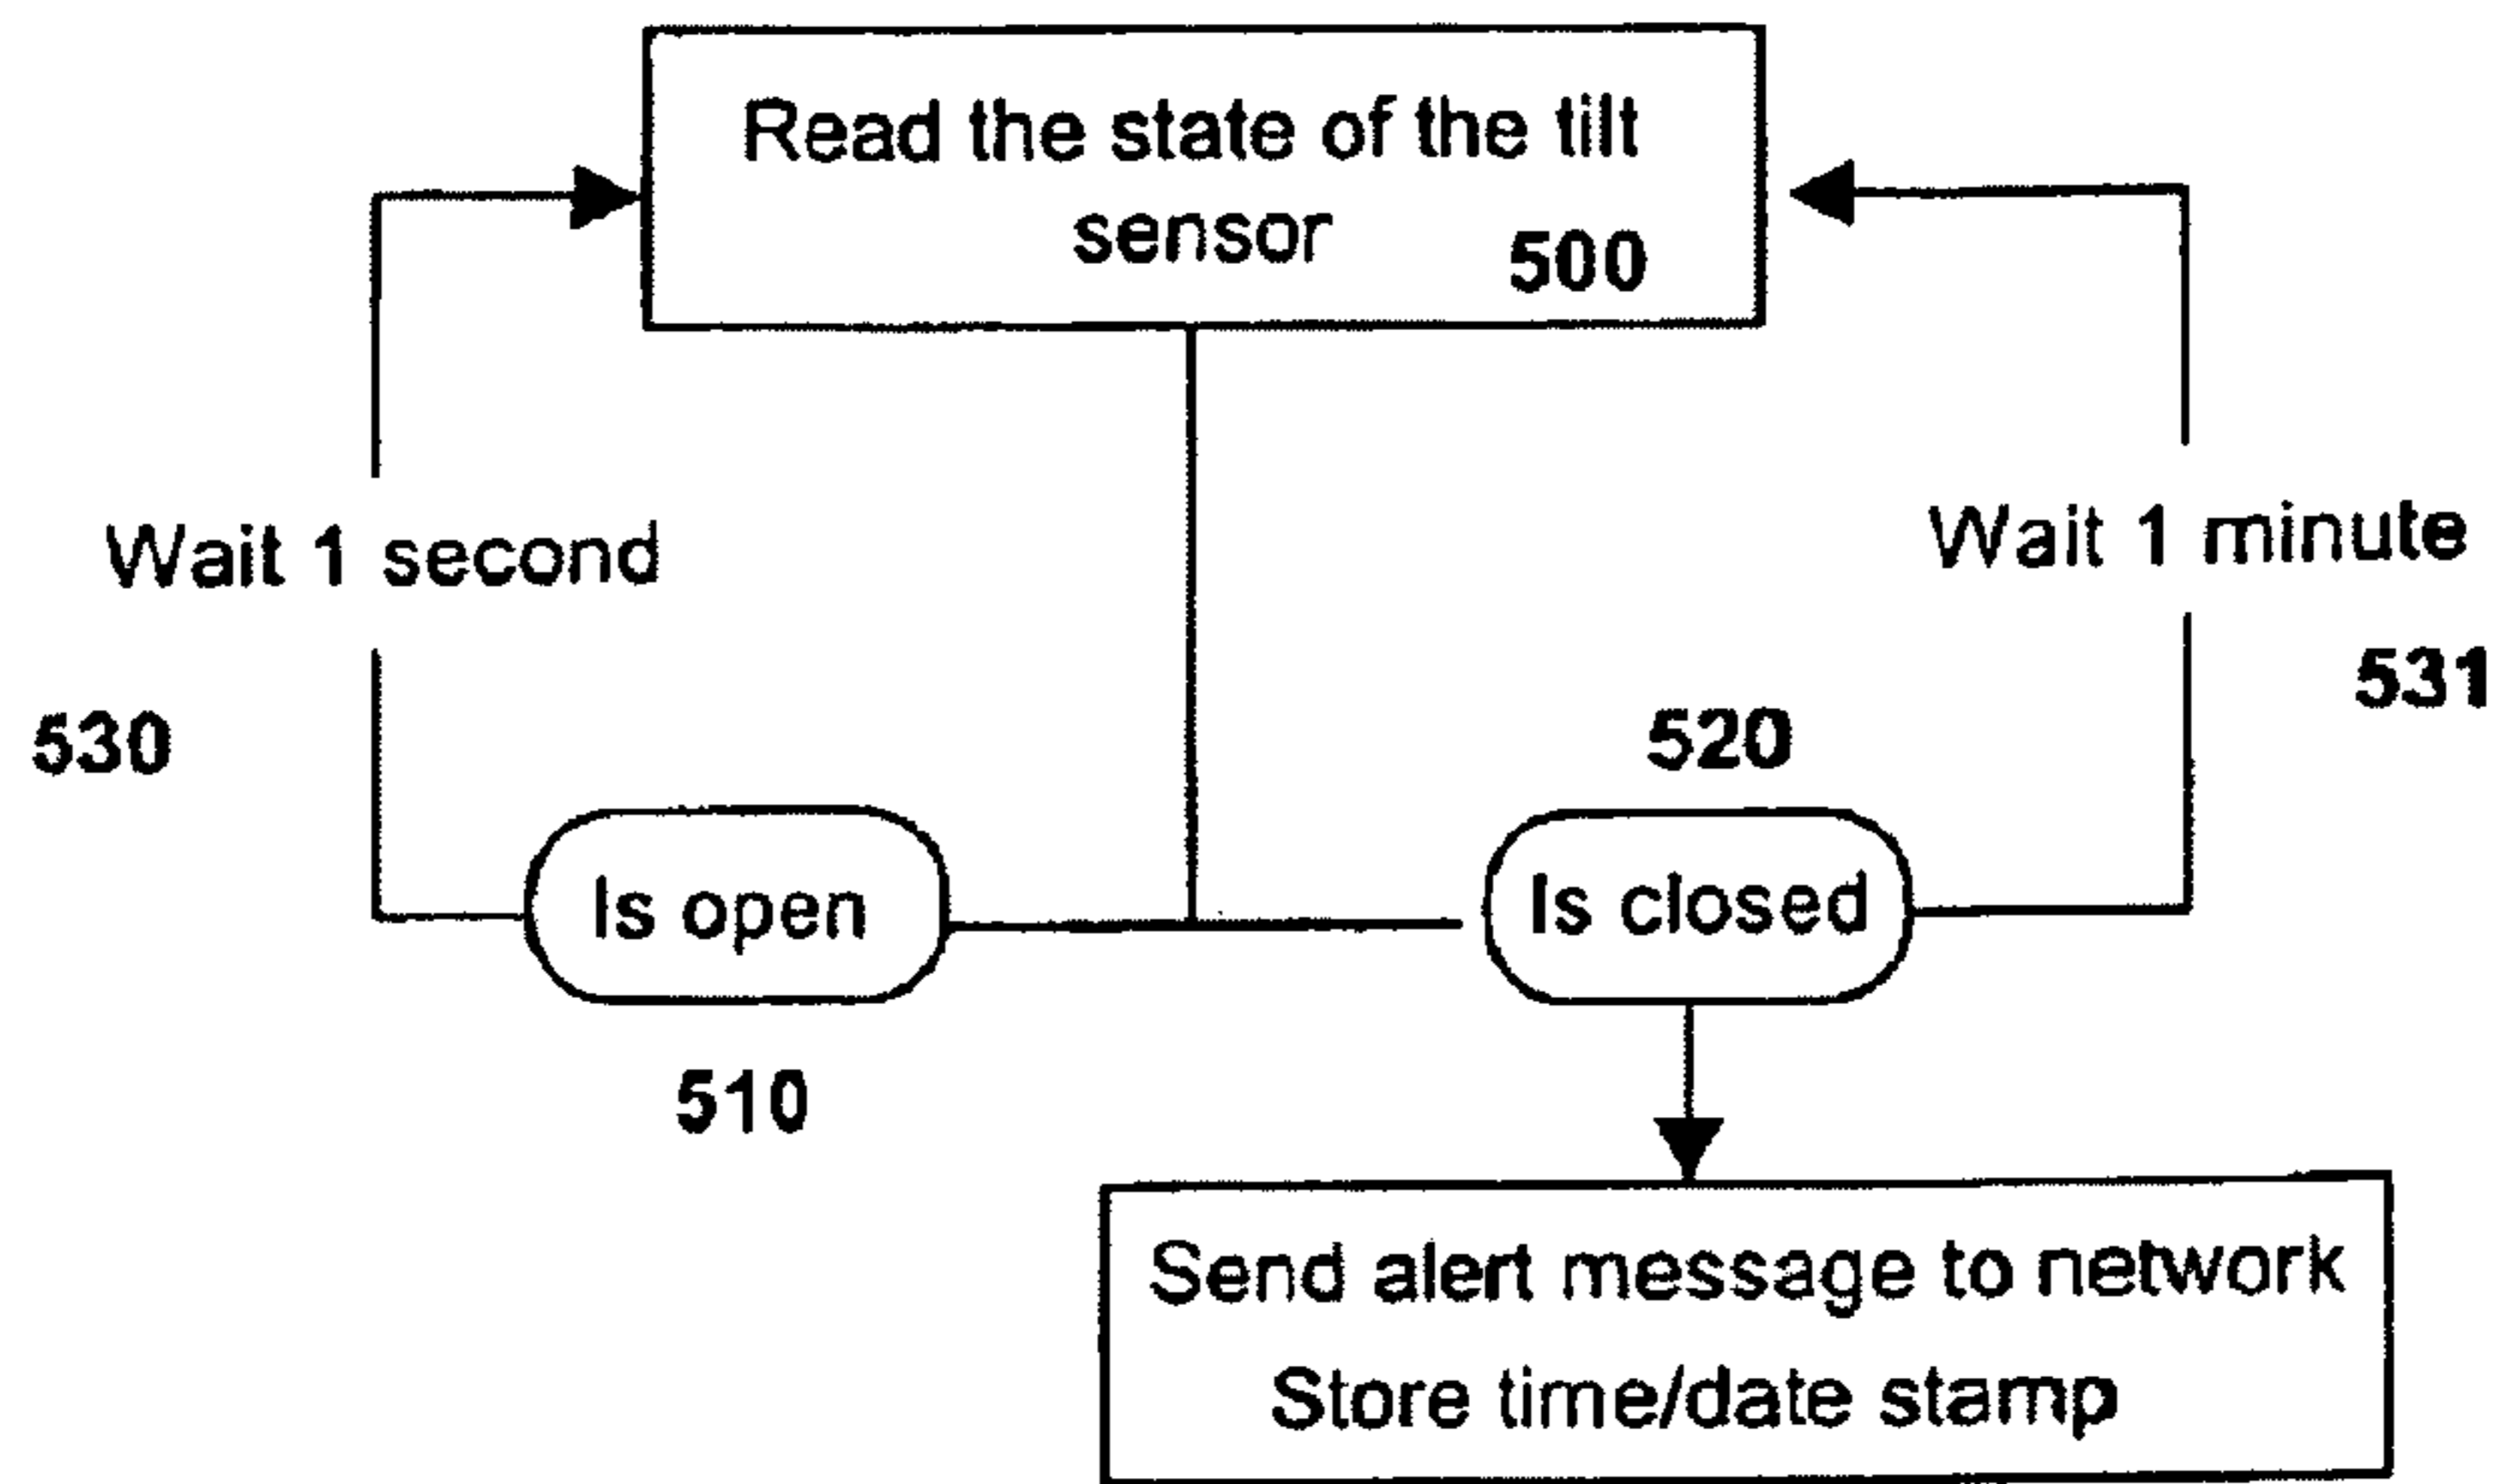 Read the state of the tilt
sensor
500
Wait 1 second
Wait 1 minute
530
531
520
Is open
Is closed
510
Send alert message to network
Store time/date stamp